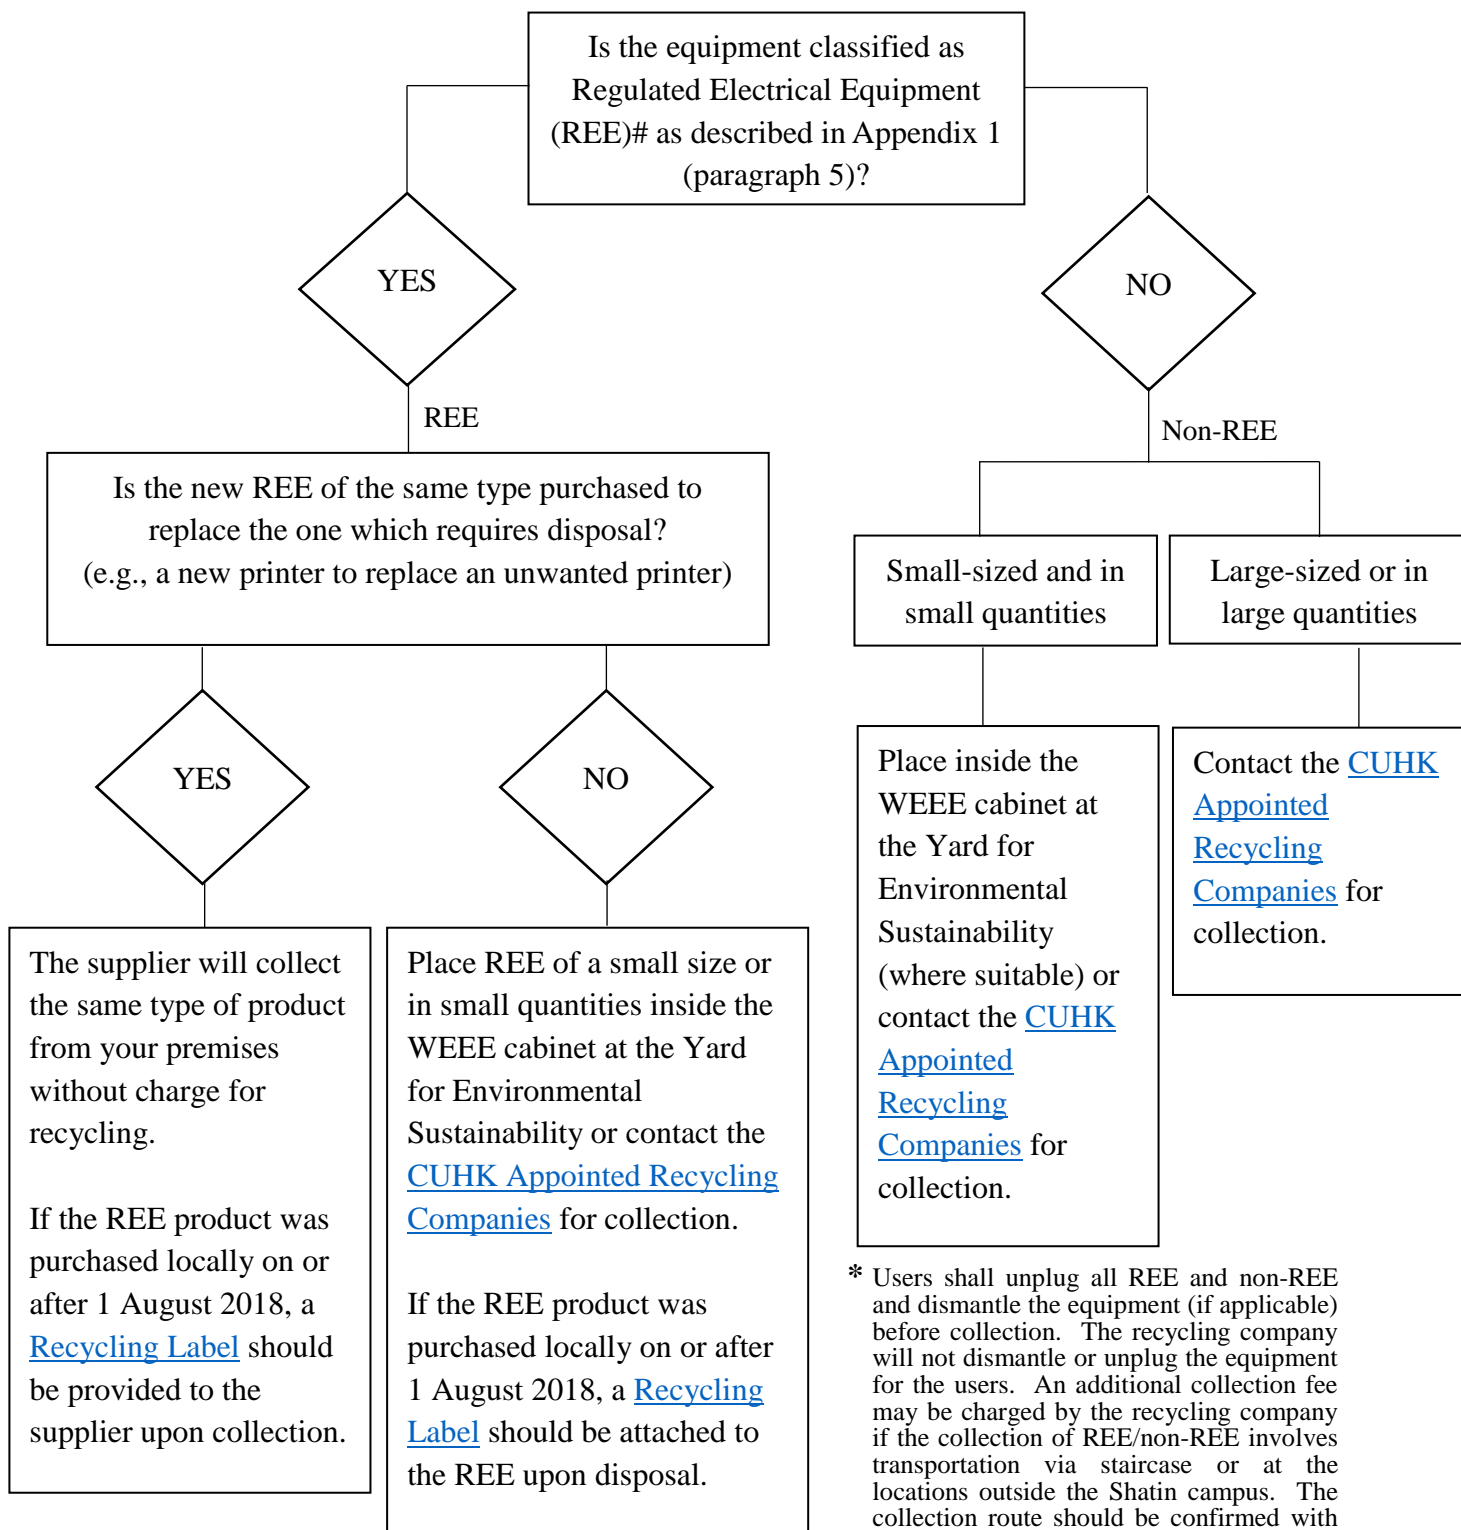 Is the equipment classified as
Regulated Electrical Equipment
(REE)# as described in Appendix 1
(paragraph 5)?
YES
NO
REE
Non-REE
Is the new REE of the same type purchased to
replace the one which requires disposal?
(e.g., a new printer to replace an unwanted printer)
Small-sized and in
small quantities
Large-sized or in
large quantities
YES
NO
Place inside the
WEEE cabinet at
the Yard for
Environmental
Sustainability
(where suitable) or
contact the CUHK
Appointed
Recycling
Companies for
collection.
Contact the CUHK
Appointed
Recycling
Companies for
collection.
The supplier will collect
the same type of product
from your premises
without charge for
recycling.
If the REE product was
purchased locally on or
after 1 August 2018, a
Recycling Label should
be provided to the
supplier upon collection.
Place REE of a small size or
in small quantities inside the
WEEE cabinet at the Yard
for Environmental
Sustainability or contact the
CUHK Appointed Recycling
Companies for collection.
If the REE product was
purchased locally on or after
1 August 2018, a Recycling
Label should be attached to
the REE upon disposal.
* Users shall unplug all REE and non-REE
and dismantle the equipment (if applicable)
before collection. The recycling company
will not dismantle or unplug the equipment
for the users. An additional collection fee
may be charged by the recycling company
if the collection of REE/non-REE involves
transportation via staircase or at the
locations outside the Shatin campus. The
collection route should be confirmed with